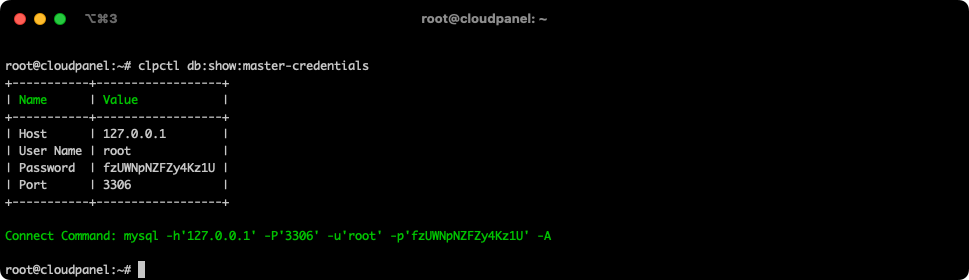 ⌥⌘3 root@cloudpanel: ~
root@cloudpanel:~# clpctl db:show:master-credentials
+-----------+------------------+
| Name      | Value            |
+-----------+------------------+
| Host      | 127.0.0.1        |
| User Name | root             |
| Password  | fzUWNpNZFZy4Kz1U |
| Port      | 3306             |
+-----------+------------------+
Connect Command: mysql -h'127.0.0.1' -P'3306' -u'root' -p'fzUWNpNZFZy4Kz1U' -A
root@cloudpanel:~#